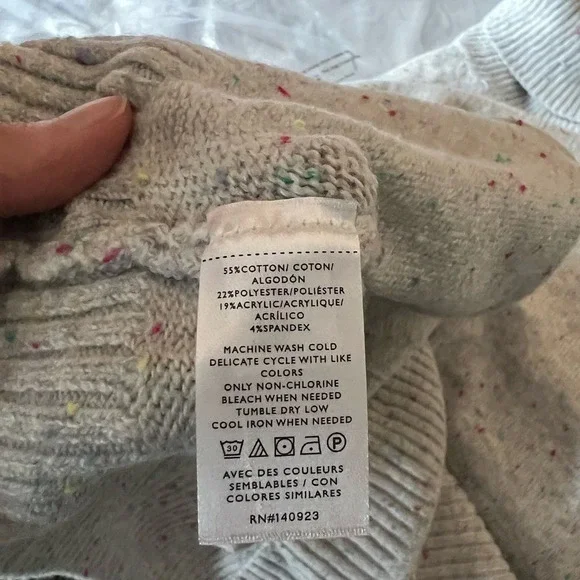 55%COTTON/ COTON/
ALGODÓN
22%POLYESTER/POLIÉSTER
19%ACRYLIC/ACRYLIQUE/
ACRÍLICO
4%SPANDEX
MACHINE WASH COLD
DELICATE CYCLE WITH LIKE
COLORS
ONLY NON-CHLORINE
BLEACH WHEN NEEDED
TUMBLE DRY LOW
COOL IRON WHEN NEEDED
30 P
AVEC DES COULEURS
SEMBLABLES / CON
COLORES SIMILARES
RN#140923